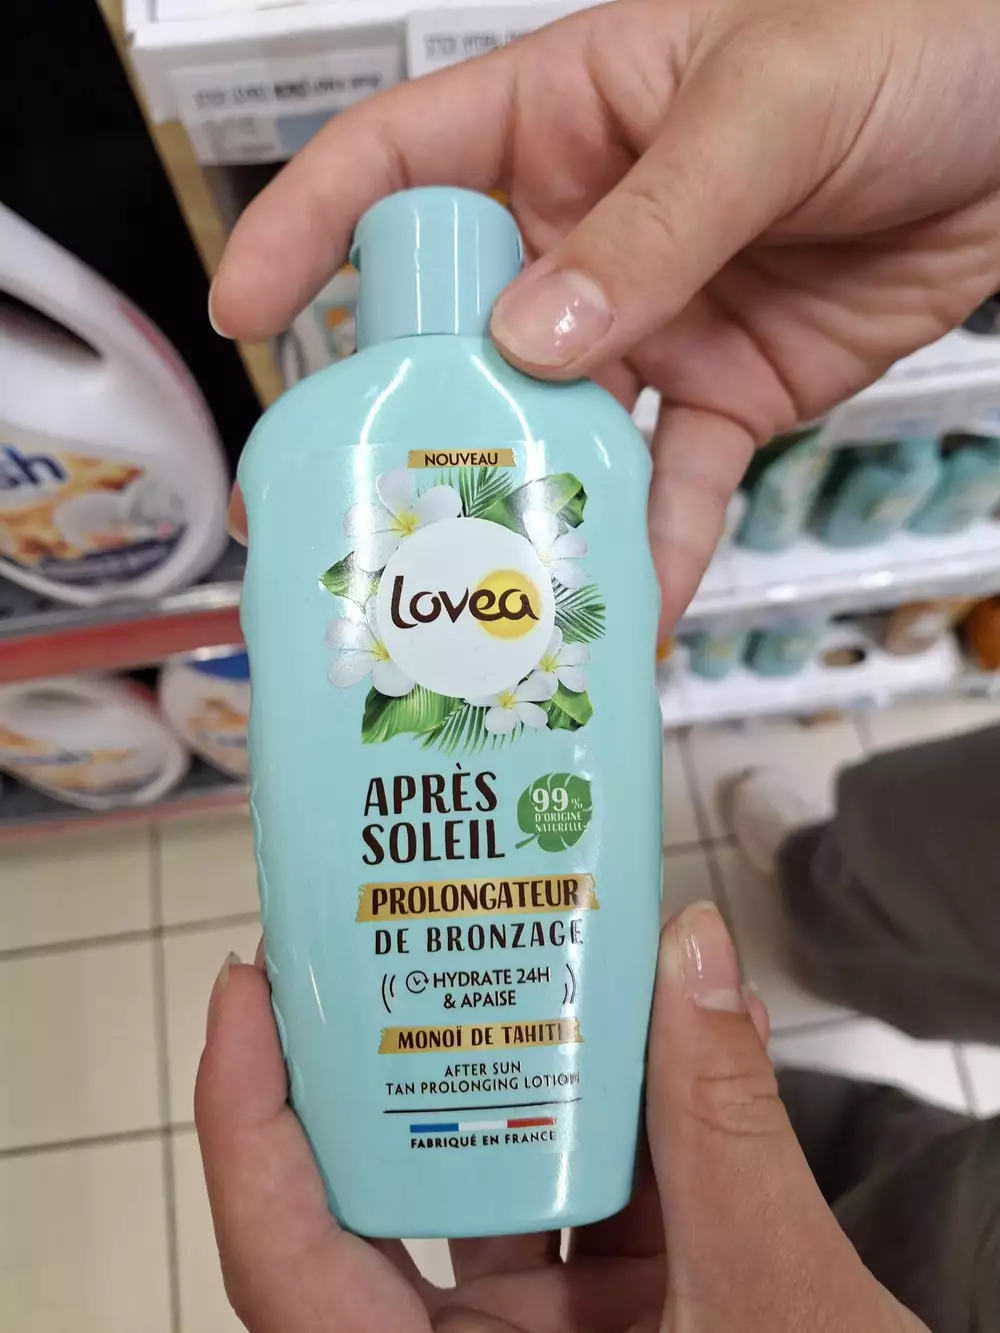 NOUVEAU
Lovea
APRÈS
SOLEIL
99%
D'ORIGINE
NATURELLE
PROLONGATEUR
DE BRONZAGE
HYDRATE 24H
& APAISE
MONOÏ DE TAHITI
AFTER SUN
TAN PROLONGING LOTION
FABRIQUÉ EN FRANCE
sh